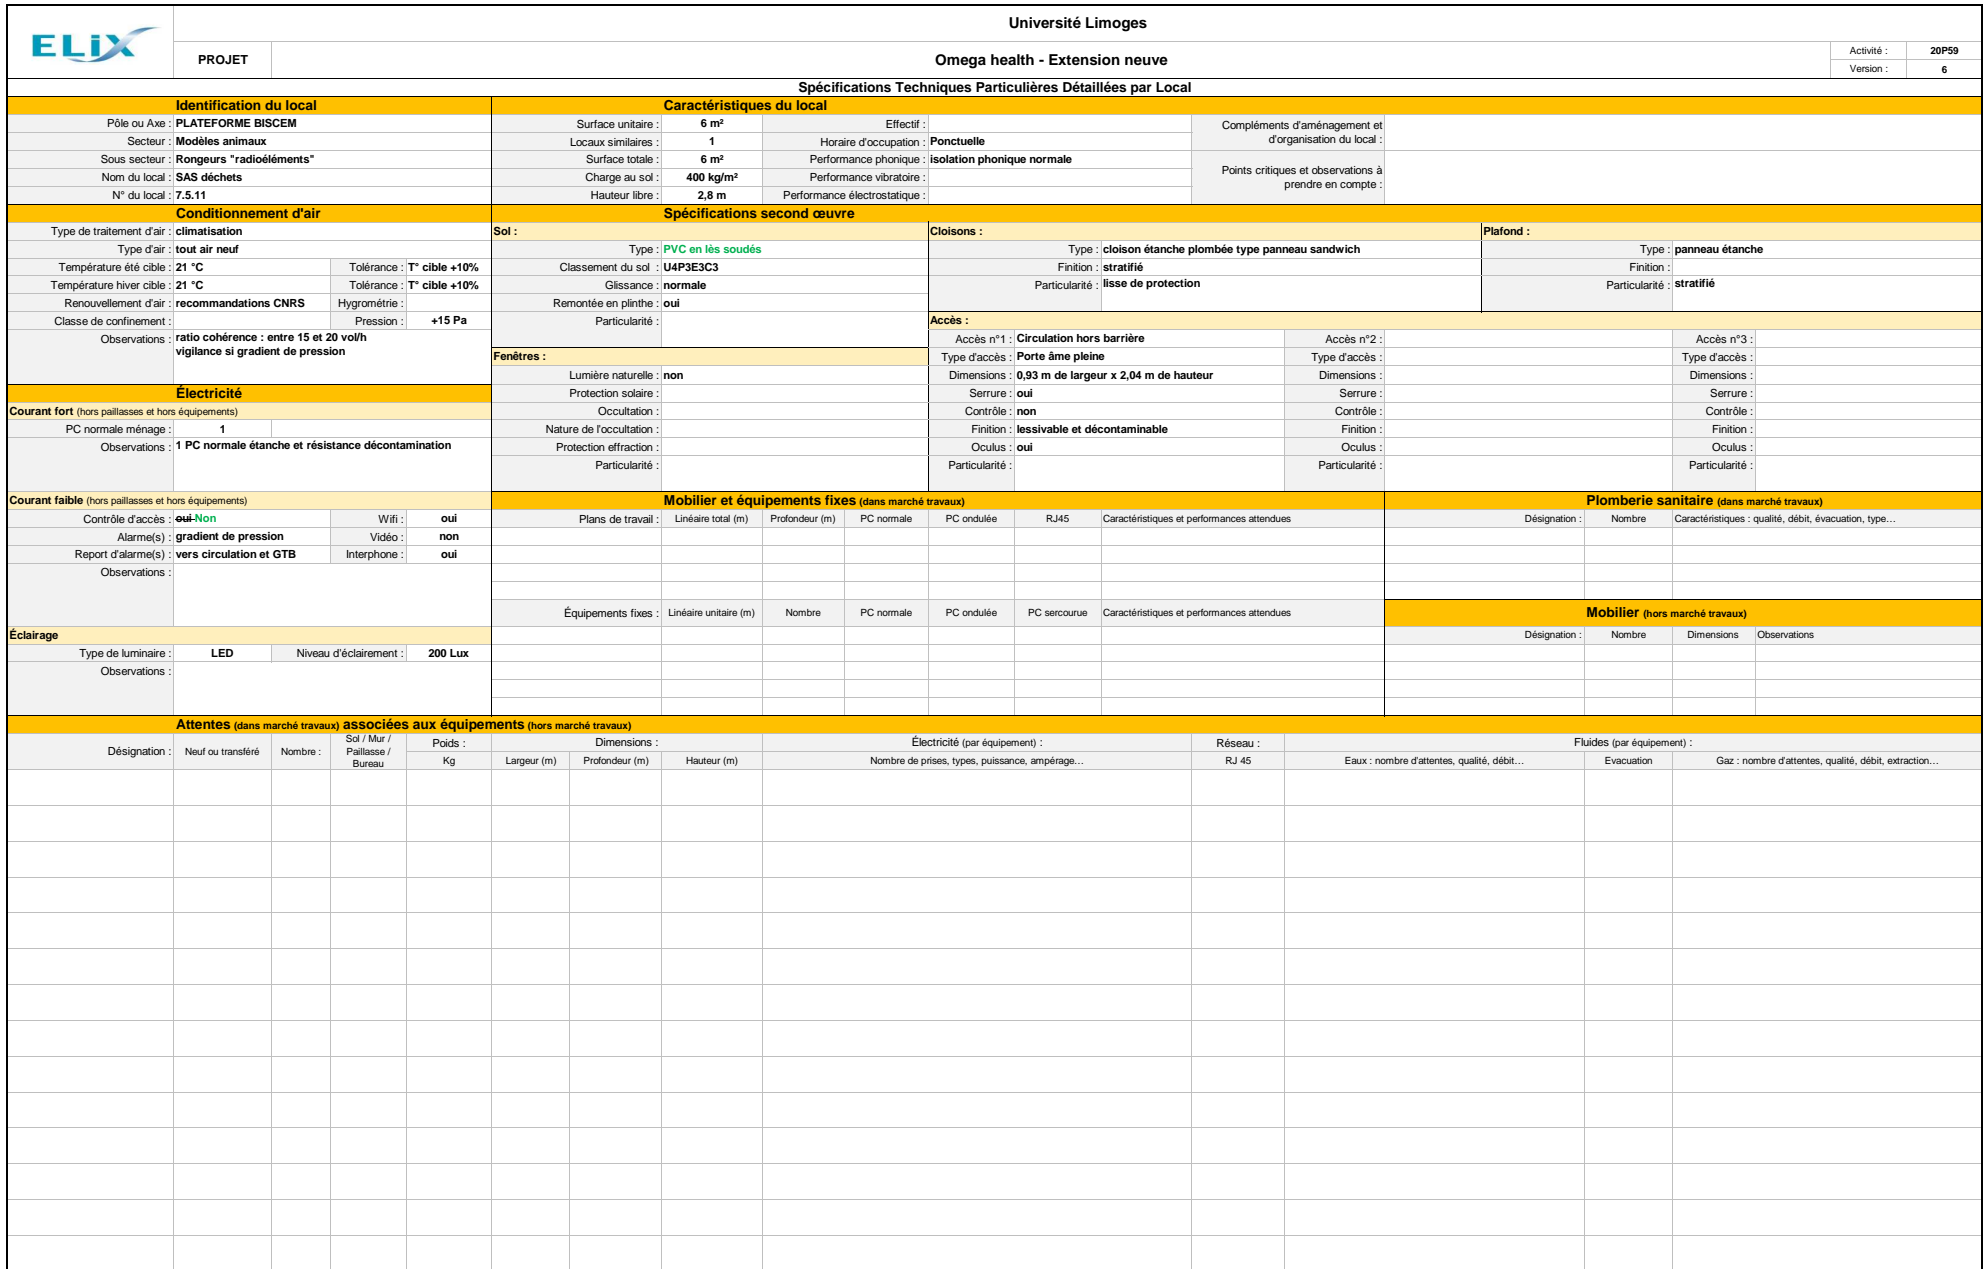 ELiX
Université Limoges
PROJET
Omega health - Extension neuve
Activité : 20P59
Version : 6
Spécifications Techniques Particulières Détaillées par Local
Identification du local
Pôle ou Axe : PLATEFORME BISCEM
Secteur : Modèles animaux
Sous secteur : Rongeurs "radioéléments"
Nom du local : SAS déchets
N° du local : 7.5.11
Caractéristiques du local
Surface unitaire : 6 m² Effectif :
Locaux similaires : 1 Horaire d'occupation : Ponctuelle
Surface totale : 6 m² Performance phonique : isolation phonique normale
Charge au sol : 400 kg/m² Performance vibratoire :
Hauteur libre : 2,8 m Performance électrostatique :
Compléments d'aménagement et
d'organisation du local :
Points critiques et observations à
prendre en compte :
Conditionnement d'air
Type de traitement d'air : climatisation
Type d'air : tout air neuf
Température été cible : 21 °C Tolérance : T° cible +10%
Température hiver cible : 21 °C Tolérance : T° cible +10%
Renouvellement d'air : recommandations CNRS Hygrométrie :
Classe de confinement : Pression : +15 Pa
Observations : ratio cohérence : entre 15 et 20 vol/h
vigilance si gradient de pression
Électricité
Courant fort (hors paillasses et hors équipements)
PC normale ménage : 1
Observations : 1 PC normale étanche et résistance décontamination
Courant faible (hors paillasses et hors équipements)
Contrôle d'accès : oui Non Wifi : oui
Alarme(s) : gradient de pression Vidéo : non
Report d'alarme(s) : vers circulation et GTB Interphone : oui
Observations :
Éclairage
Type de luminaire : LED Niveau d'éclairement : 200 Lux
Observations :
Spécifications second œuvre
Sol :
Type : PVC en lès soudés
Classement du sol : U4P3E3C3
Glissance : normale
Remontée en plinthe : oui
Particularité :
Fenêtres :
Lumière naturelle : non
Protection solaire :
Occultation :
Nature de l'occultation :
Protection effraction :
Particularité :
Cloisons :
Type : cloison étanche plombée type panneau sandwich
Finition : stratifié
Particularité : lisse de protection
Plafond :
Type : panneau étanche
Finition :
Particularité : stratifié
Accès :
Accès n°1 : Circulation hors barrière Accès n°2 : Accès n°3 :
Type d'accès : Porte âme pleine Type d'accès : Type d'accès :
Dimensions : 0,93 m de largeur x 2,04 m de hauteur Dimensions : Dimensions :
Serrure : oui Serrure : Serrure :
Contrôle : non Contrôle : Contrôle :
Finition : lessivable et décontaminable Finition : Finition :
Oculus : oui Oculus : Oculus :
Particularité : Particularité : Particularité :
Mobilier et équipements fixes (dans marché travaux)
Plans de travail : Linéaire total (m) Profondeur (m) PC normale PC ondulée RJ45 Caractéristiques et performances attendues
Équipements fixes : Linéaire unitaire (m) Nombre PC normale PC ondulée PC sercourue Caractéristiques et performances attendues
Plomberie sanitaire (dans marché travaux)
Désignation : Nombre Caractéristiques : qualité, débit, évacuation, type…
Mobilier (hors marché travaux)
Désignation : Nombre Dimensions Observations
Attentes (dans marché travaux) associées aux équipements (hors marché travaux)
Désignation : Neuf ou transféré Nombre : Sol / Mur /
Paillasse /
Bureau
Poids : Dimensions : Électricité (par équipement) : Réseau : Fluides (par équipement) :
Kg Largeur (m) Profondeur (m) Hauteur (m) Nombre de prises, types, puissance, ampérage… RJ 45 Eaux : nombre d'attentes, qualité, débit… Evacuation Gaz : nombre d'attentes, qualité, débit, extraction…